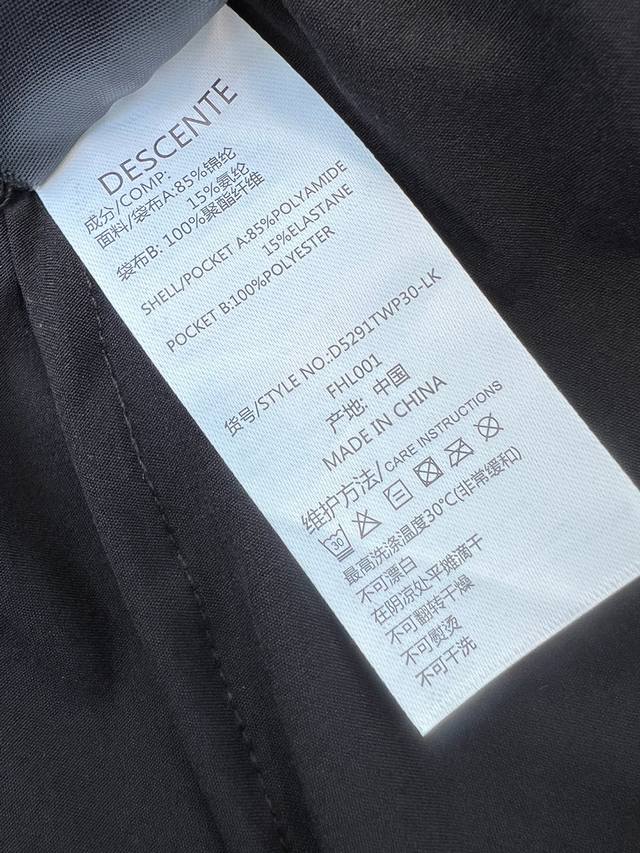 DESCENTE
成分/COMP:
面料/袋布A:85%锦纶
15%氨纶
袋布B: 100%聚酯纤维
SHELL/POCKET A:85%POLYAMIDE
15%ELASTANE
POCKET B:100%POLYESTER
货号/STYLE NO.:D5291TWP30-LK
FHL001
产地: 中国
MADE IN CHINA
维护方法/CARE INSTRUCTIONS
30
最高洗涤温度30℃(非常缓和)
不可漂白
在阴凉处平摊滴干
不可翻转干燥
不可熨烫
不可干洗